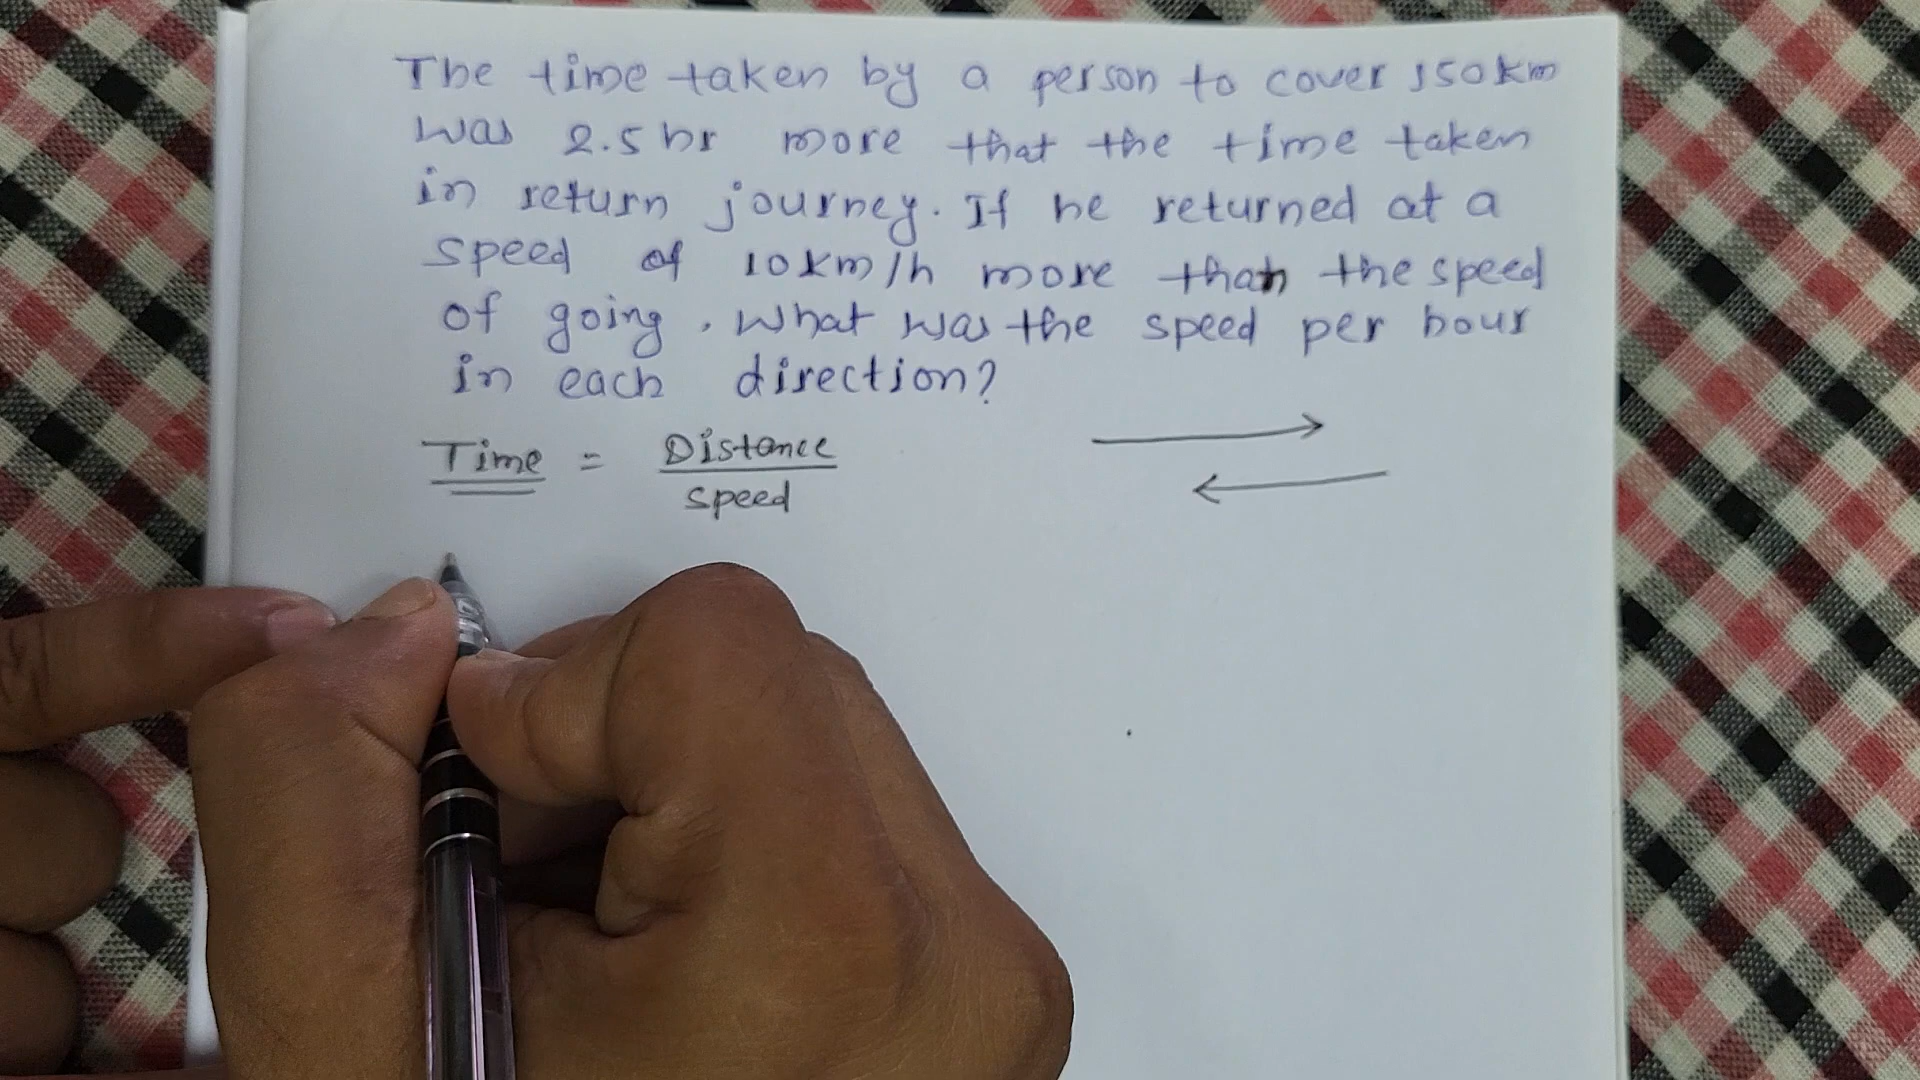 The time taken by a person to cover 150km
was 2.5 hr more that the time taken
in return journey. If he returned at a
speed of 10 km/h more than the speed
of going, what was the speed per hour
in each direction?
Time = Distance
speed